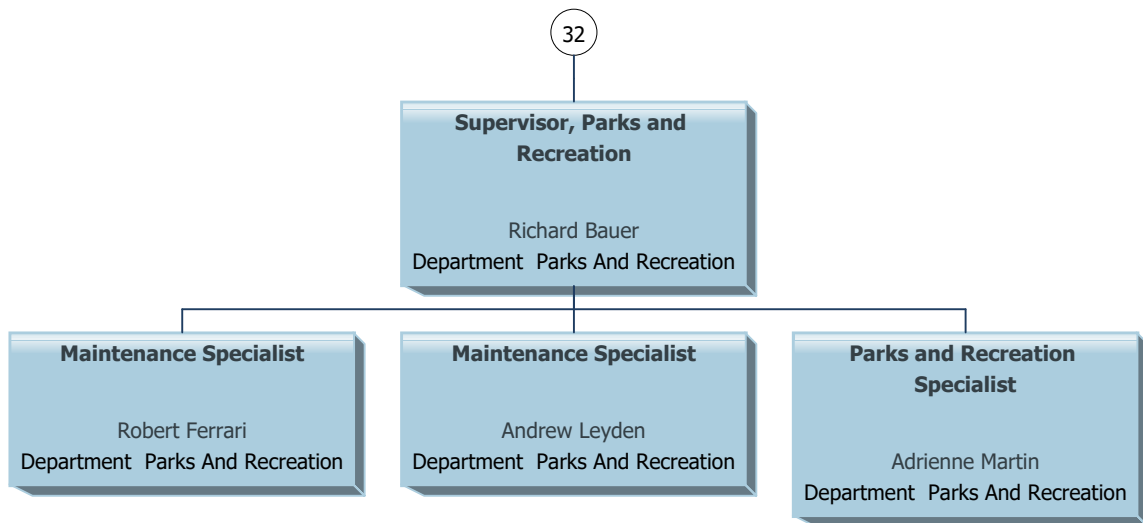 32
Supervisor, Parks and
Recreation
Richard Bauer
Department  Parks And Recreation
Maintenance Specialist
Robert Ferrari
Department  Parks And Recreation
Maintenance Specialist
Andrew Leyden
Department  Parks And Recreation
Parks and Recreation
Specialist
Adrienne Martin
Department  Parks And Recreation